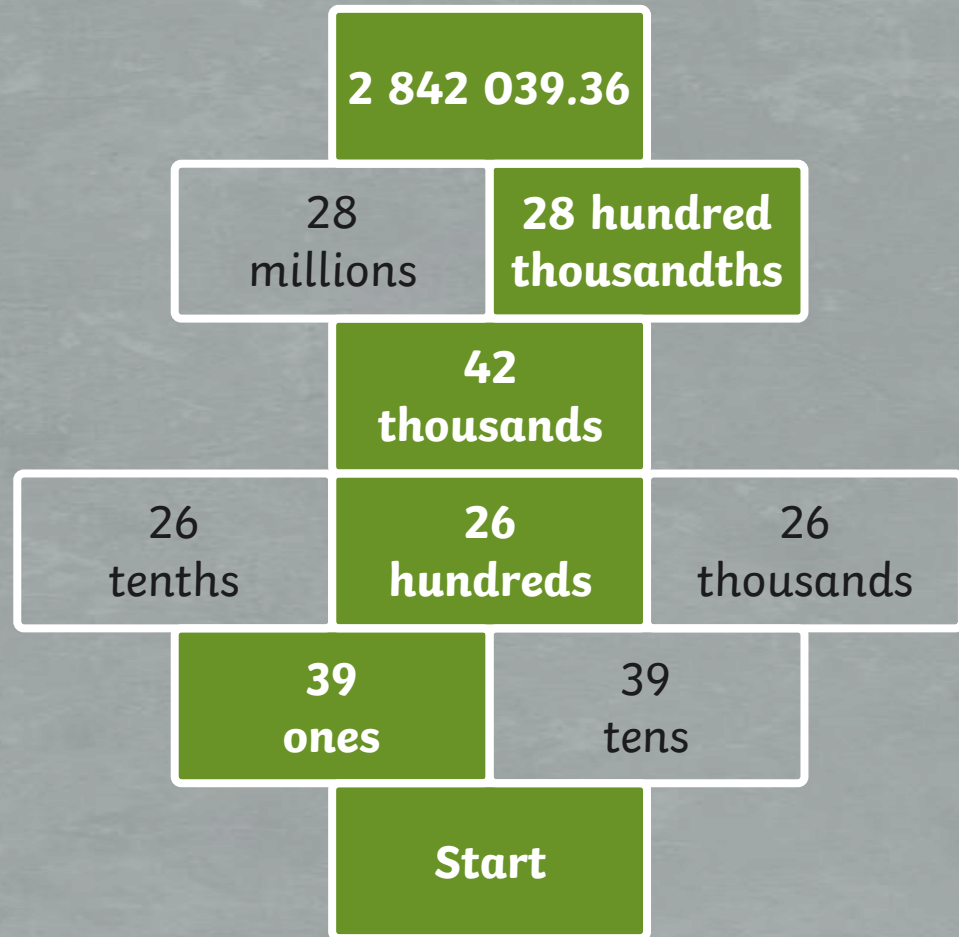 2 842 039.36
28
millions
28 hundred
thousandths
42
thousands
26
tenths
26
hundreds
26
thousands
39
ones
39
tens
Start